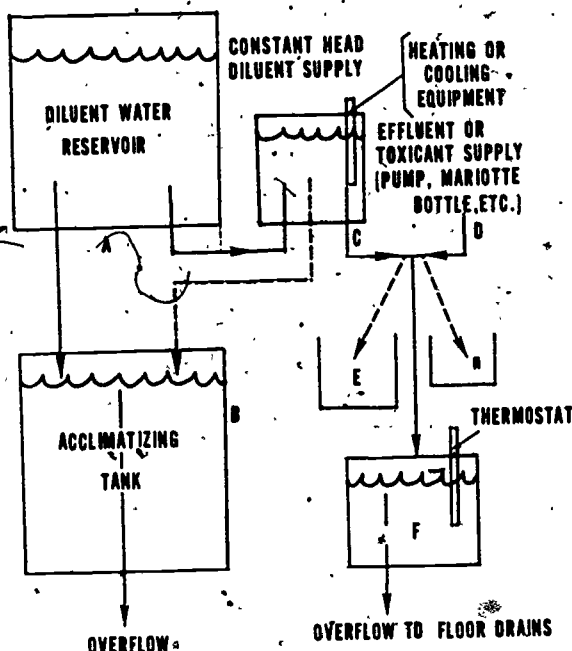 CONSTANT HEAD
DILUENT SUPPLY
HEATING OR
COOLING
EQUIPMENT
DILUENT WATER
RESERVOIR
EFFLUENT OR
TOXICANT SUPPLY
(PUMP, MARIOTTE
BOTTLE, ETC.)
A
C
D
E
N
B
THERMOSTAT
ACCLIMATIZING
TANK
F
OVERFLOW
OVERFLOW TO FLOOR DRAINS